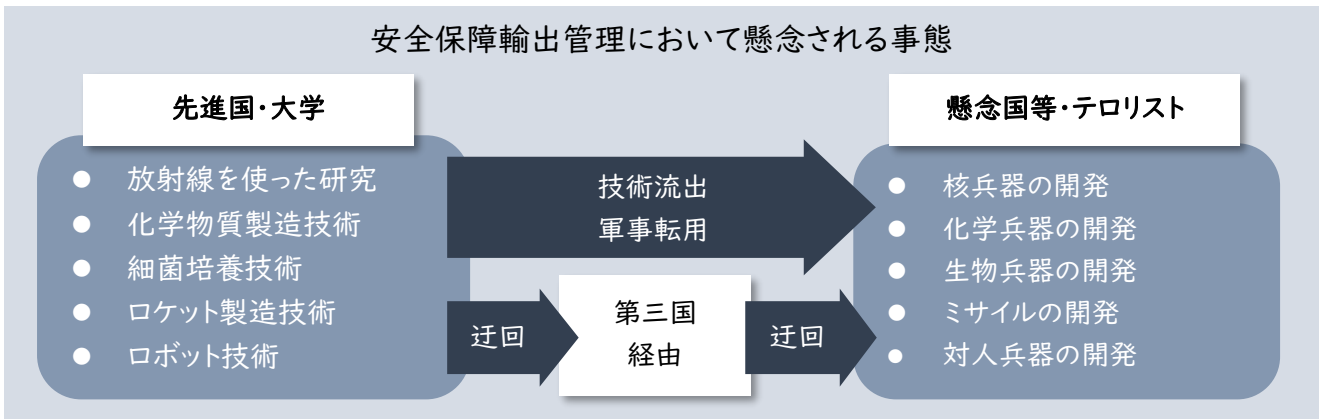 安全保障輸出管理において懸念される事態
先進国・大学
● 放射線を使った研究
● 化学物質製造技術
● 細菌培養技術
● ロケット製造技術
● ロボット技術
技術流出
軍事転用
迂回
第三国
経由
迂回
懸念国等・テロリスト
● 核兵器の開発
● 化学兵器の開発
● 生物兵器の開発
● ミサイルの開発
● 対人兵器の開発